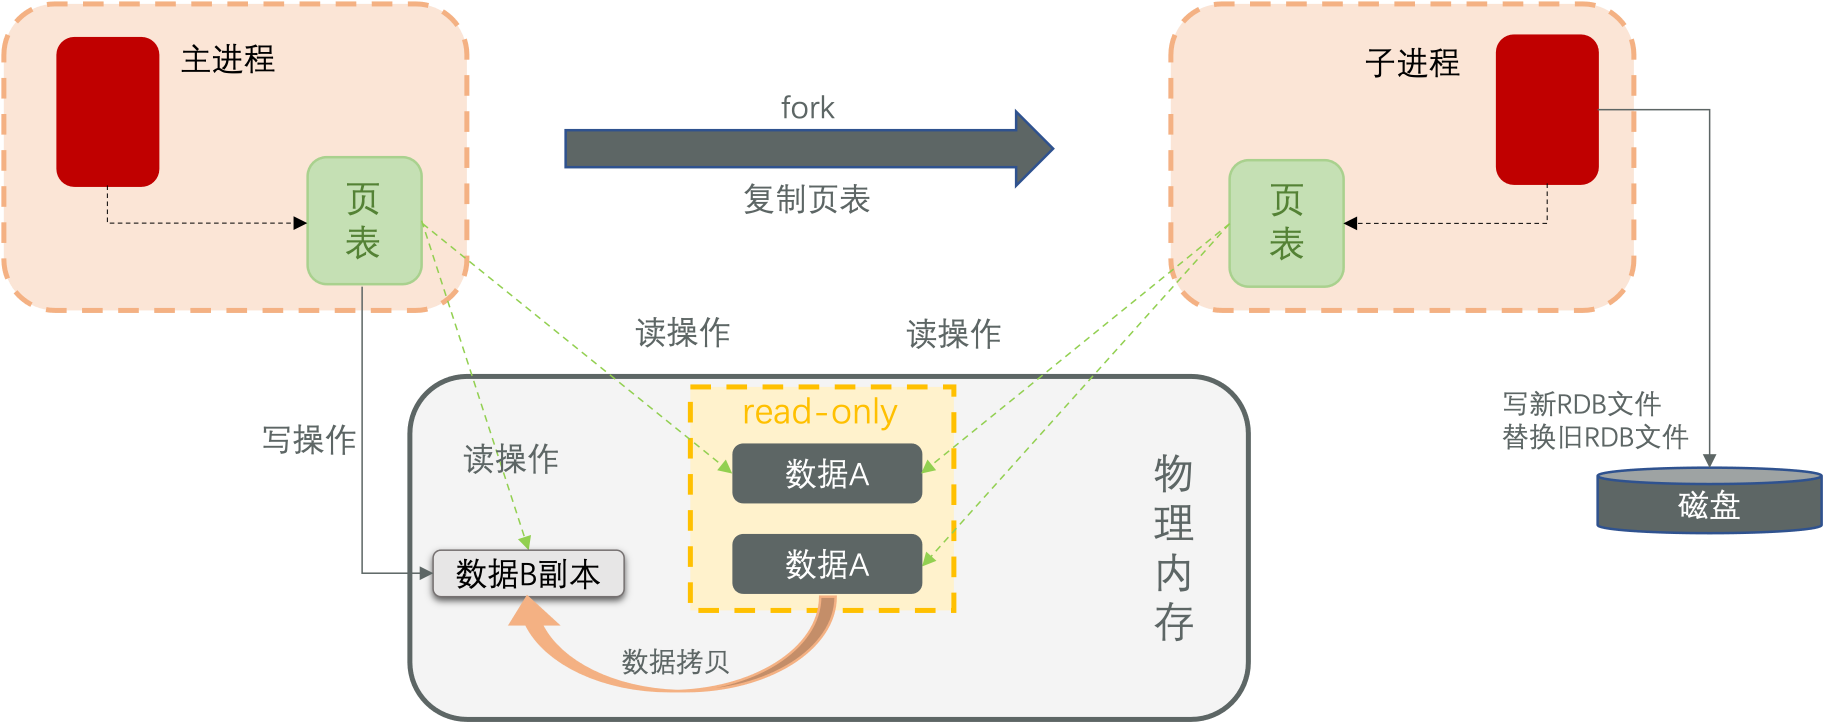 主进程
子进程
fork
复制页表
页
表
页
表
读操作
读操作
写新RDB文件
替换旧RDB文件
read-only
写操作
读操作
数据A
物
理
内
存
磁盘
数据A
数据B副本
数据拷贝